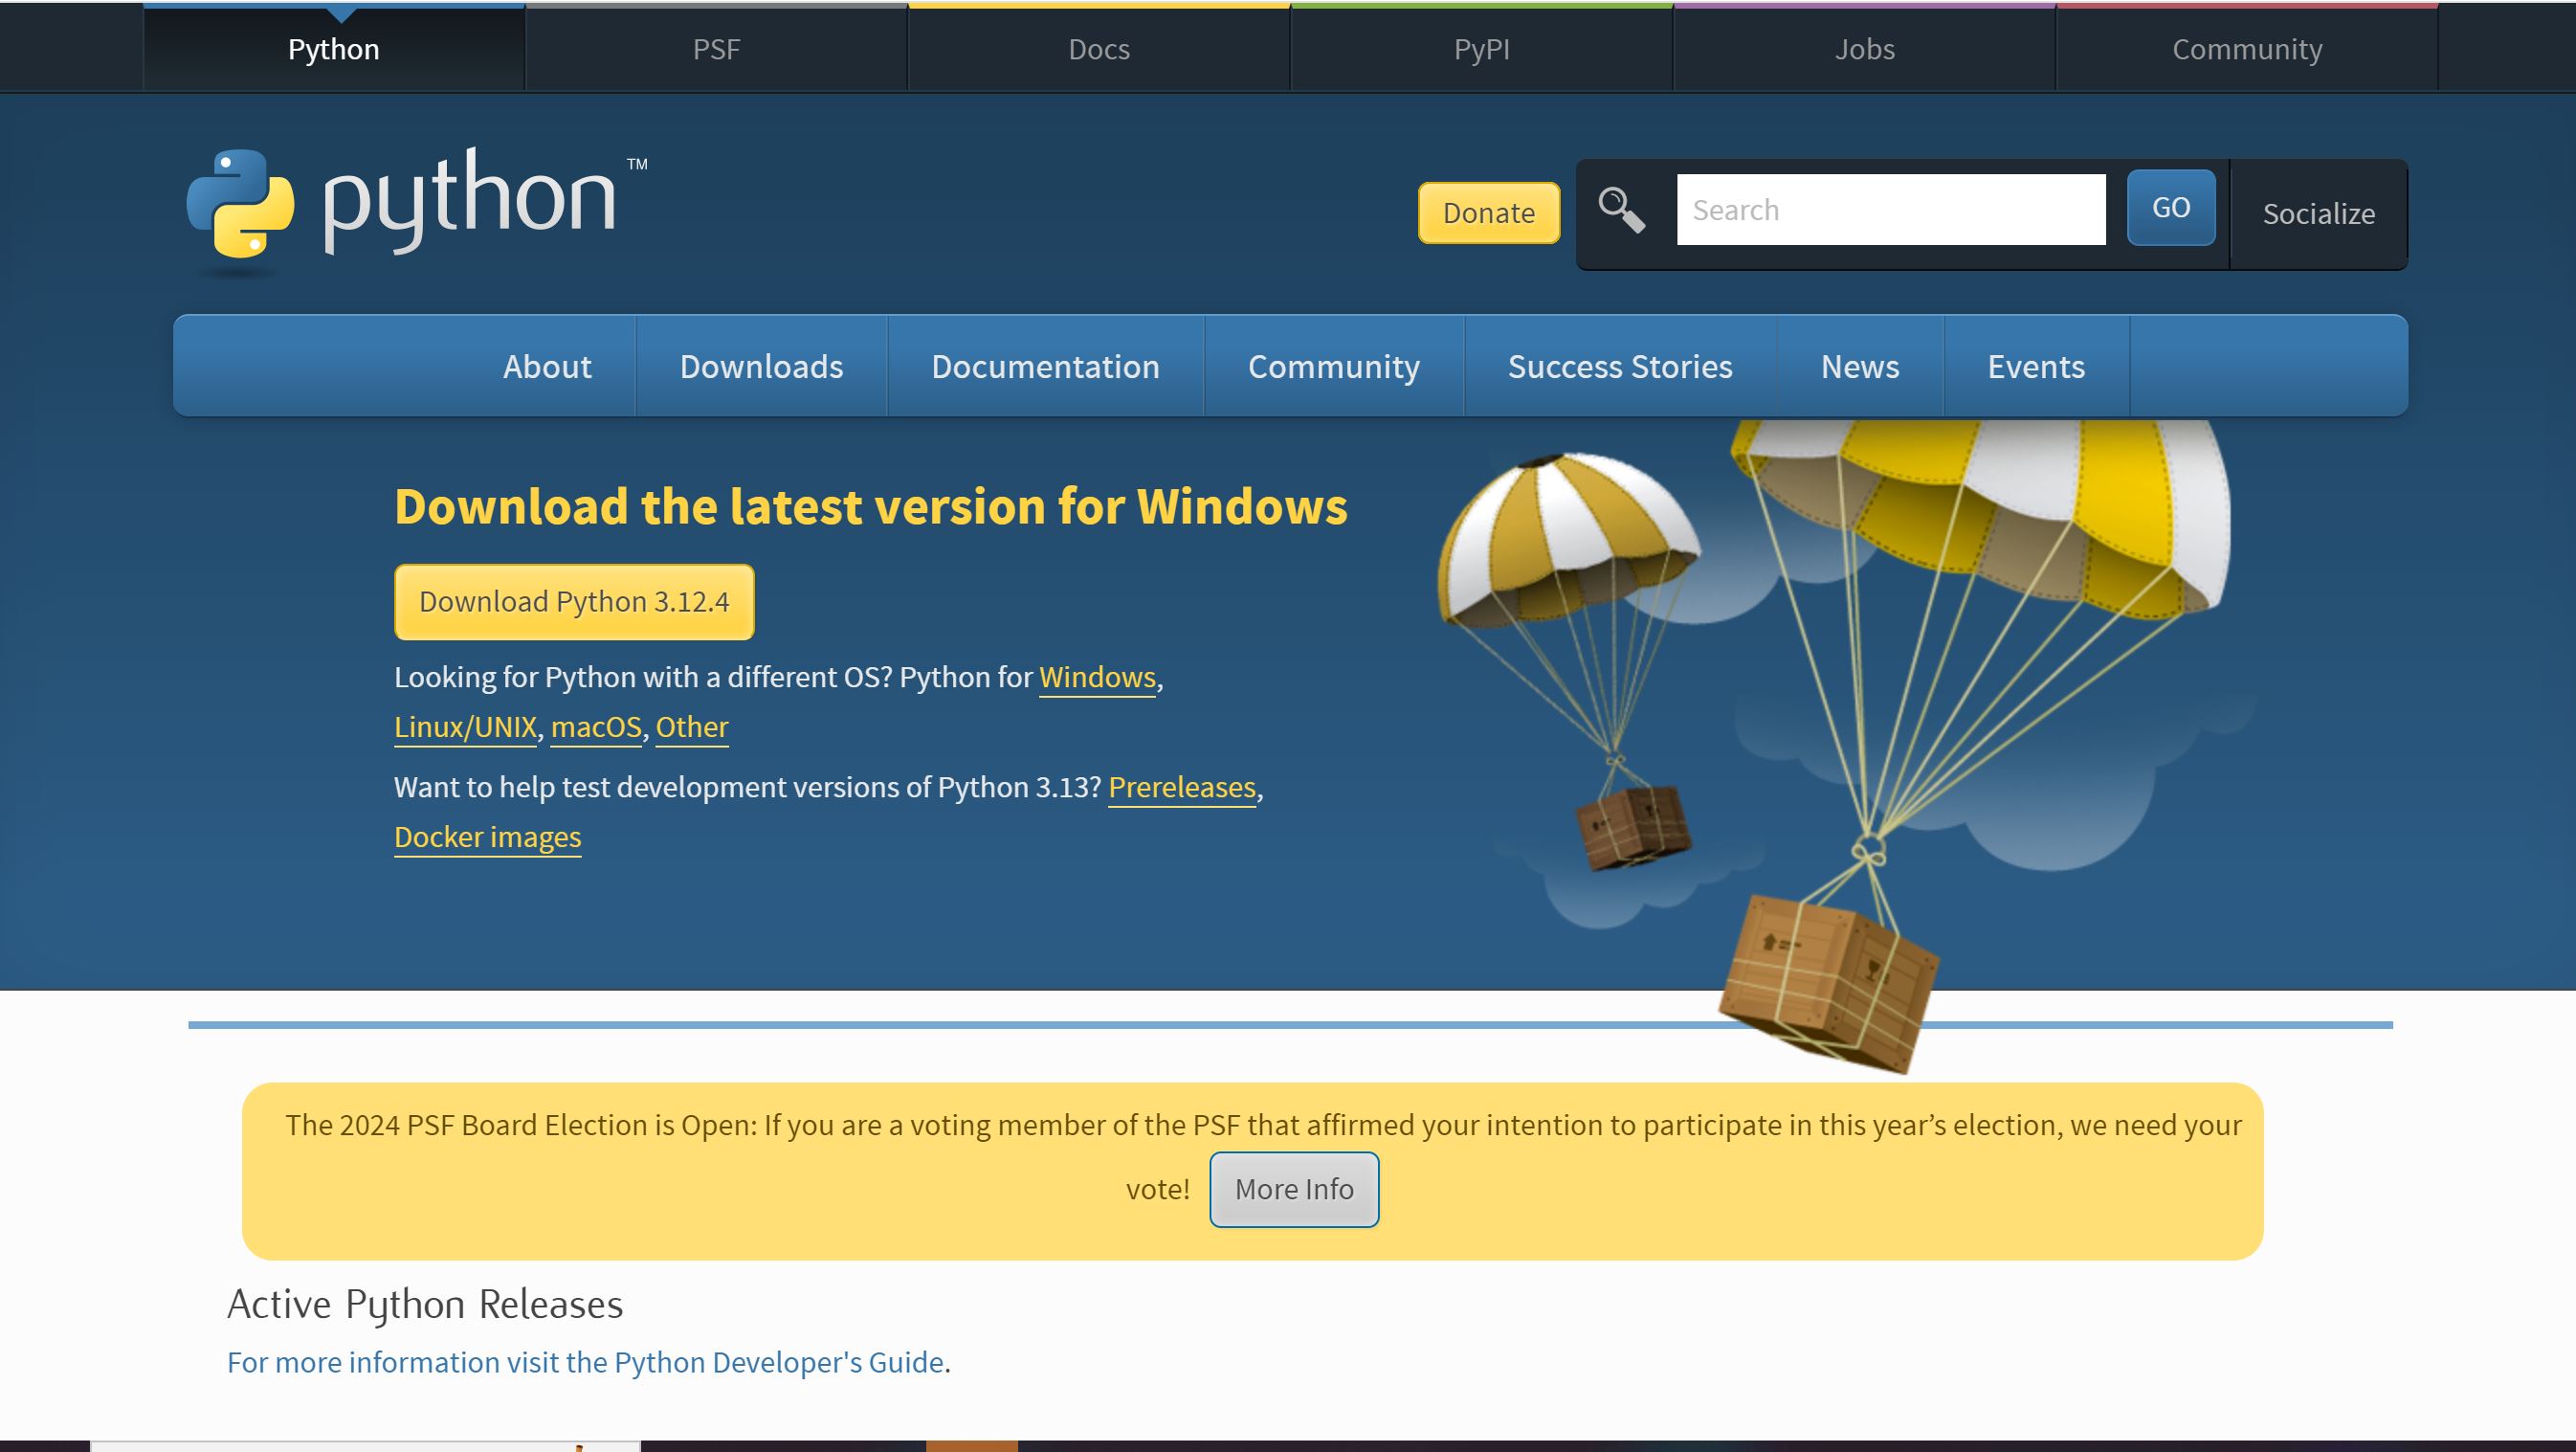 Python
PSF
Docs
PyPI
Jobs
Community
python™
Donate
Search
GO
Socialize
About
Downloads
Documentation
Community
Success Stories
News
Events
Download the latest version for Windows
Download Python 3.12.4
Looking for Python with a different OS? Python for Windows,
Linux/UNIX, macOS, Other
Want to help test development versions of Python 3.13? Prereleases,
Docker images
The 2024 PSF Board Election is Open: If you are a voting member of the PSF that affirmed your intention to participate in this year’s election, we need your
vote! More Info
Active Python Releases
For more information visit the Python Developer's Guide.